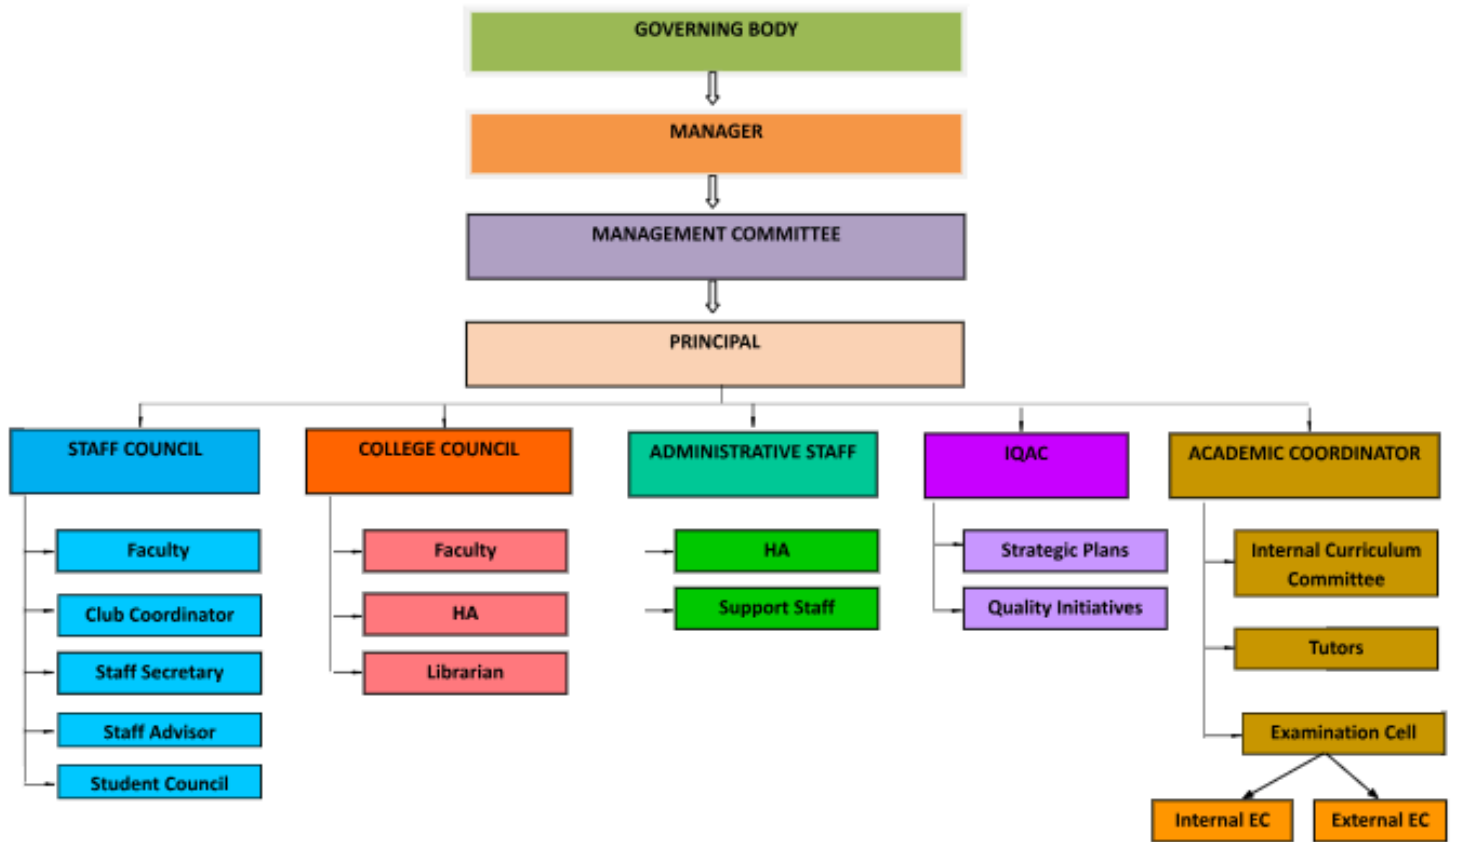 GOVERNING BODY
MANAGER
MANAGEMENT COMMITTEE
PRINCIPAL
STAFF COUNCIL
Faculty
Club Coordinator
Staff Secretary
Staff Advisor
Student Council
COLLEGE COUNCIL
Faculty
HA
Librarian
ADMINISTRATIVE STAFF
HA
Support Staff
IQAC
Strategic Plans
Quality Initiatives
ACADEMIC COORDINATOR
Internal Curriculum
Committee
Tutors
Examination Cell
Internal EC
External EC